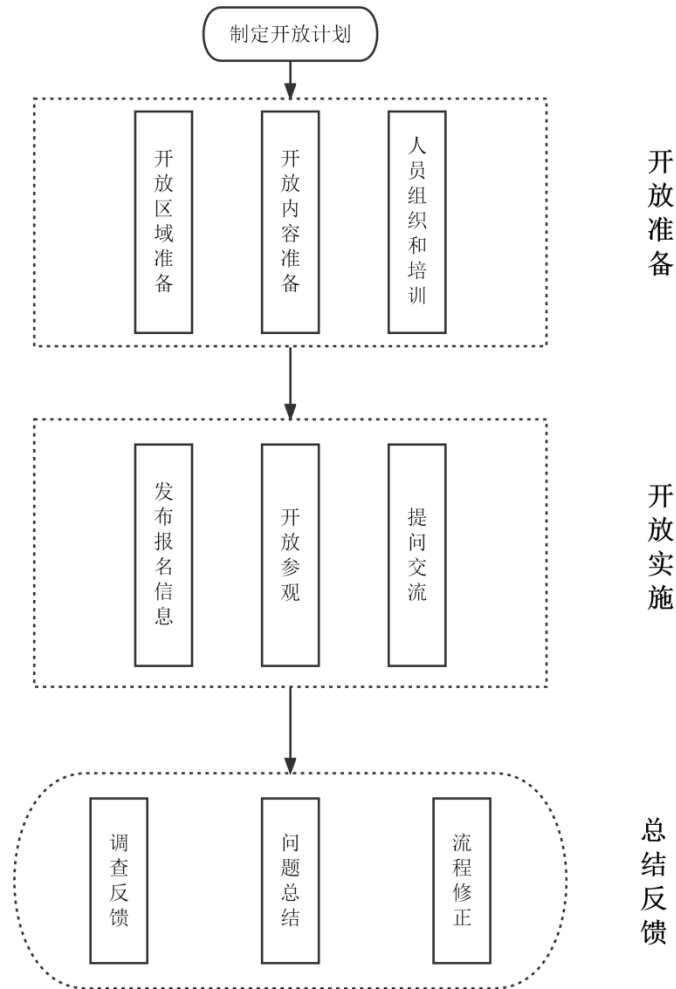 制定开放计划
开放区域准备
开放内容准备
人员组织和培训
开放准备
发布报名信息
开放参观
提问交流
开放实施
调查反馈
问题总结
流程修正
总结反馈